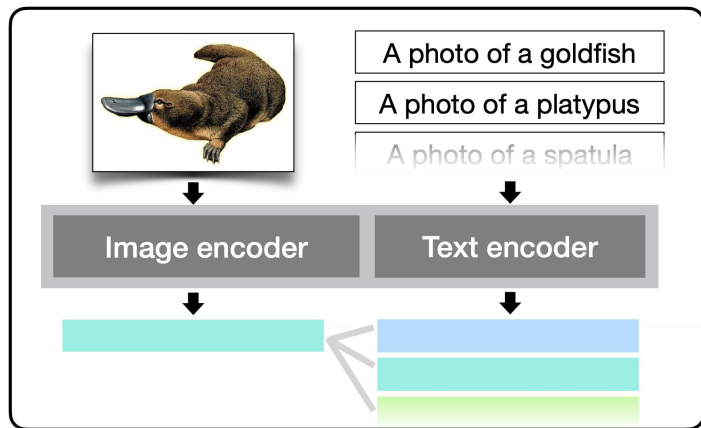 A photo of a goldfish
A photo of a platypus
A photo of a spatula
Image encoder
Text encoder